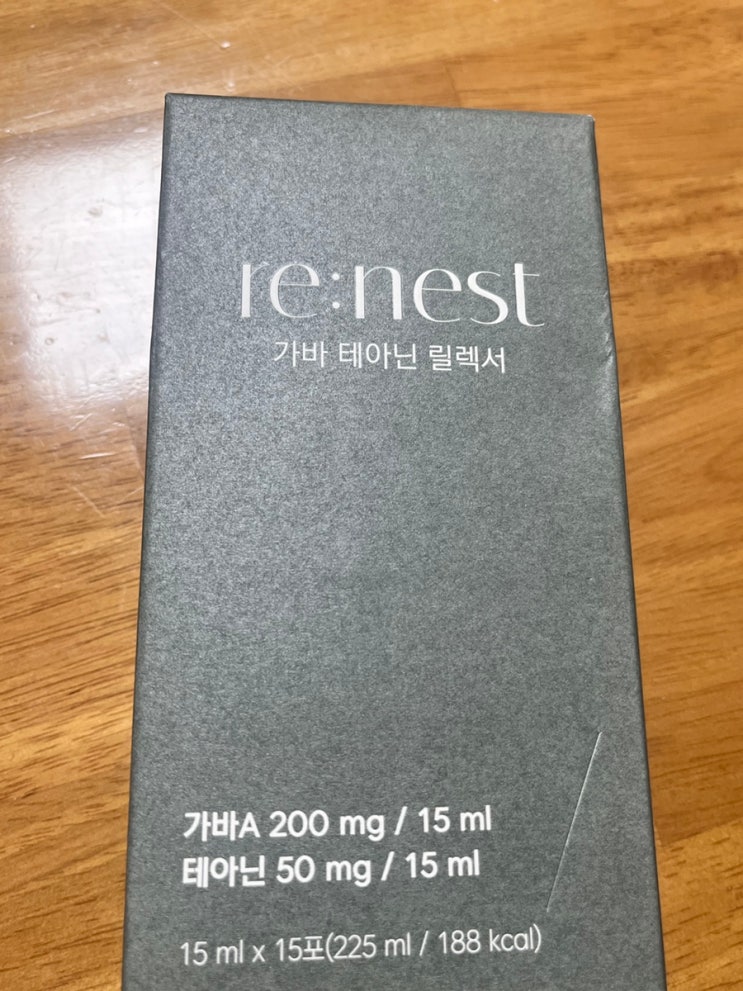 re:nest
가바 테아닌 릴렉서
가바A 200 mg / 15 ml
테아닌 50 mg / 15 ml
15 ml x 15포(225 ml / 188 kcal)